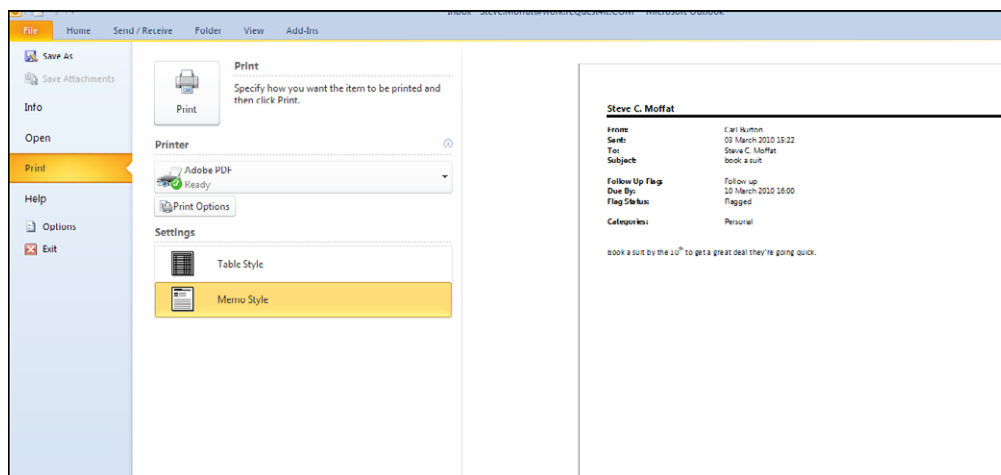 Microsoft Outlook
File Home Send / Receive Folder View Add-Ins
Save As
Save Attachments
Info
Open
Print
Help
Options
Exit
Print
Print
Specify how you want the item to be printed and
then click Print.
Printer
Adobe PDF
Ready
Print Options
Settings
Table Style
Memo Style
Steve C. Moffat
From: Carl Burton
Sent: 03 March 2010 15:22
To: Steve C. Moffat
Subject: book a suit
Follow Up Flag: Follow up
Due By: 10 March 2010 16:00
Flag Status: Flagged
Categories: Personal
Book a suit by the 10th to get a great deal they're going quick.